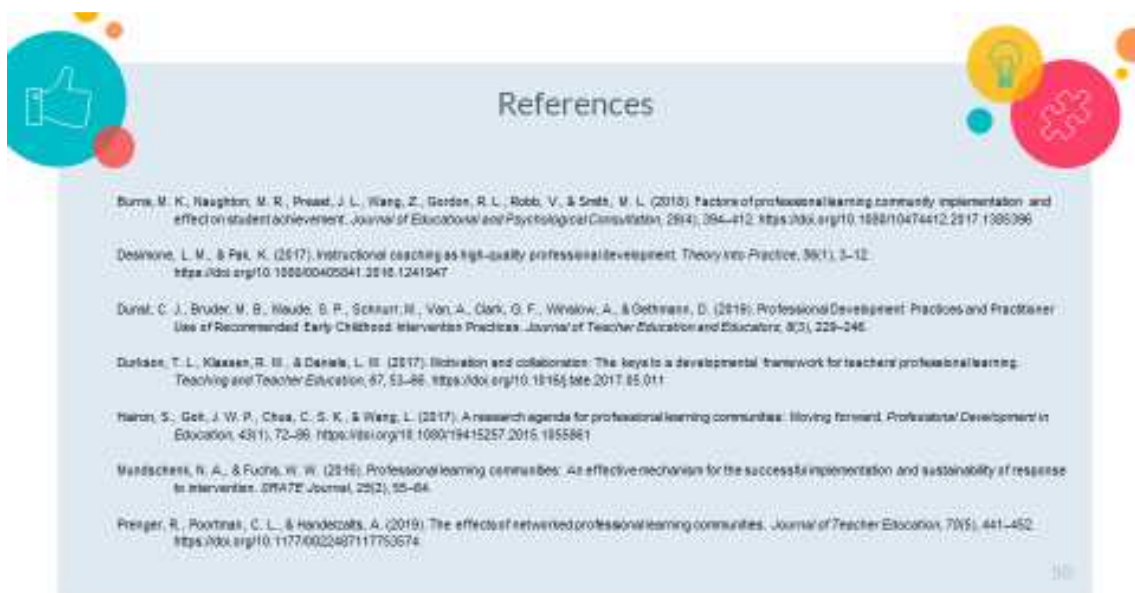 References
Burns, M. K., Naughton, M. R., Preast, J. L., Wang, Z., Gordon, R. L., Robb, V., & Smith, M. L. (2018). Factors of professional learning community implementation and
effect on student achievement. Journal of Educational and Psychological Consultation, 28(4), 394–412. https://doi.org/10.1080/10474412.2017.1385396
Desimone, L. M., & Pak, K. (2017). Instructional coaching as high-quality professional development. Theory Into Practice, 56(1), 3–12.
https://doi.org/10.1080/00405841.2016.1241947
Dunst, C. J., Bruder, M. B., Maude, S. P., Schnurr, M., Van, A., Clark, G. F., Winslow, A., & Gethmann, D. (2019). Professional Development Practices and Practitioner
Use of Recommended Early Childhood Intervention Practices. Journal of Teacher Education and Educators, 8(3), 229–246.
Durksen, T. L., Klassen, R. M., & Daniels, L. M. (2017). Motivation and collaboration: The keys to a developmental framework for teachers' professional learning.
Teaching and Teacher Education, 67, 53–66. https://doi.org/10.1016/j.tate.2017.05.011
Hairon, S., Goh, J. W. P., Chua, C. S. K., & Wang, L. (2017). A research agenda for professional learning communities: Moving forward. Professional Development in
Education, 43(1), 72–86. https://doi.org/10.1080/19415257.2015.1055861
Mundschenk, N. A., & Fuchs, W. W. (2016). Professional learning communities: An effective mechanism for the successful implementation and sustainability of response
to intervention. SRATE Journal, 25(2), 55–64.
Prenger, R., Poortman, C. L., & Handelzalts, A. (2019). The effects of networked professional learning communities. Journal of Teacher Education, 70(5), 441–452.
https://doi.org/10.1177/0022487117753574